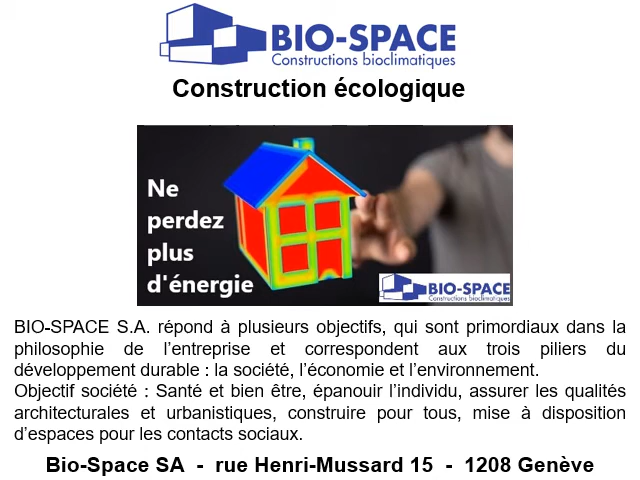 BIO-SPACE
Constructions bioclimatiques
Construction écologique
Ne
perdez
plus
d'énergie
BIO-SPACE
Constructions bioclimatiques
BIO-SPACE S.A. répond à plusieurs objectifs, qui sont primordiaux dans la
philosophie de l’entreprise et correspondent aux trois piliers du
développement durable : la société, l’économie et l’environnement.
Objectif société : Santé et bien être, épanouir l’individu, assurer les qualités
architecturales et urbanistiques, construire pour tous, mise à disposition
d’espaces pour les contacts sociaux.
Bio-Space SA - rue Henri-Mussard 15 - 1208 Genève